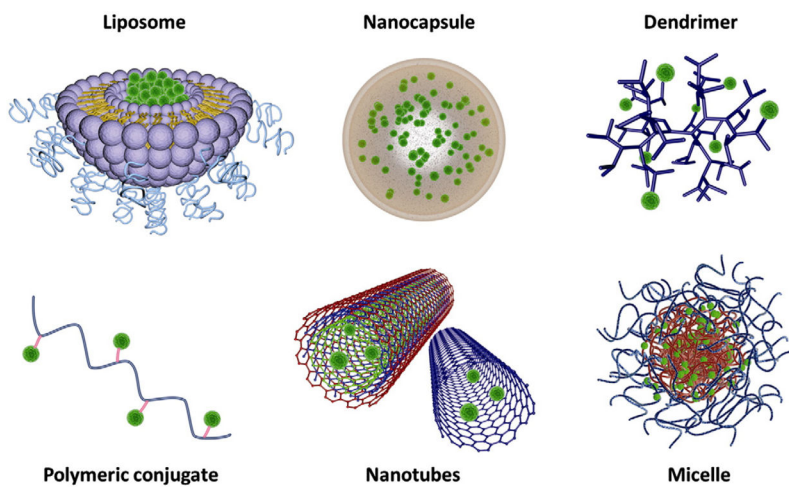 Liposome
Nanocapsule
Dendrimer
Polymeric conjugate
Nanotubes
Micelle